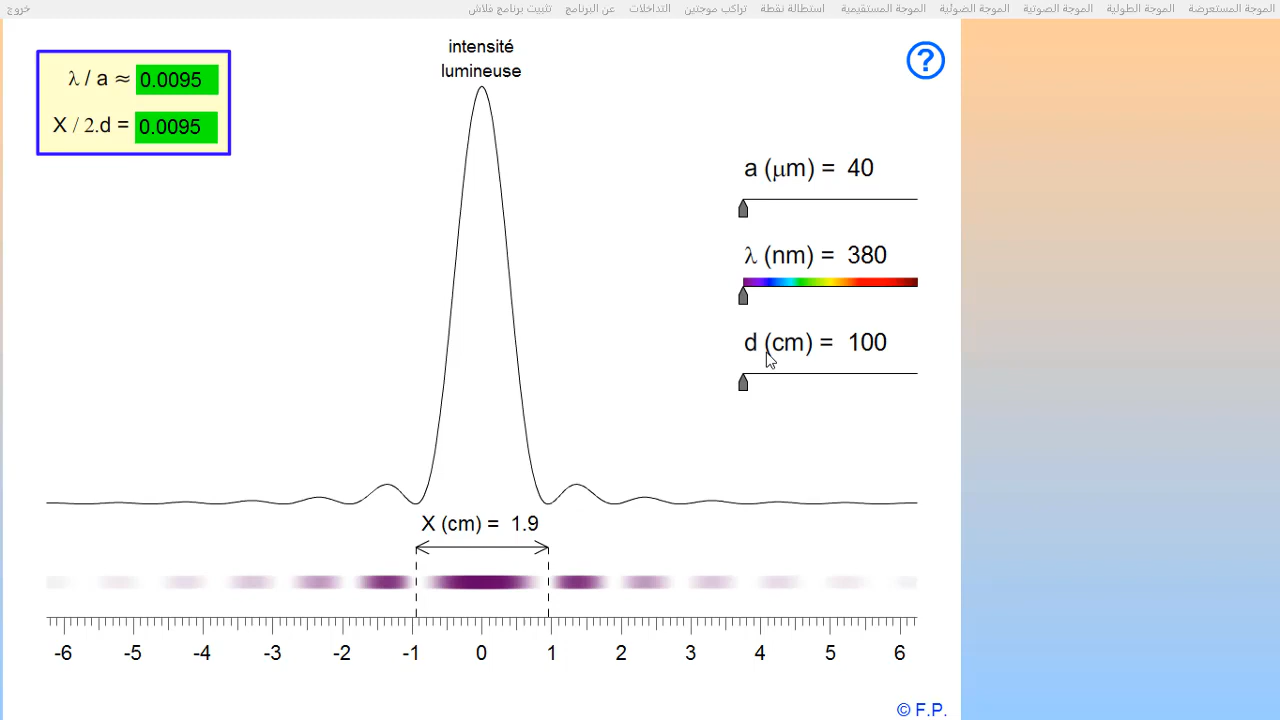 الموجة المستعرضة الموجة الطولية الموجة الصوتية الموجة الصوئية الموجة المستقيمية استطالة نقطة تراكب موجتين التداخلات عن البرنامج تثبيت برنامج فلاش خروج
intensité
lumineuse
?
λ / a ≈ 0.0095
X / 2.d = 0.0095
a (μm) = 40
λ (nm) = 380
d (cm) = 100
X (cm) = 1.9
-6 -5 -4 -3 -2 -1 0 1 2 3 4 5 6
© F.P.